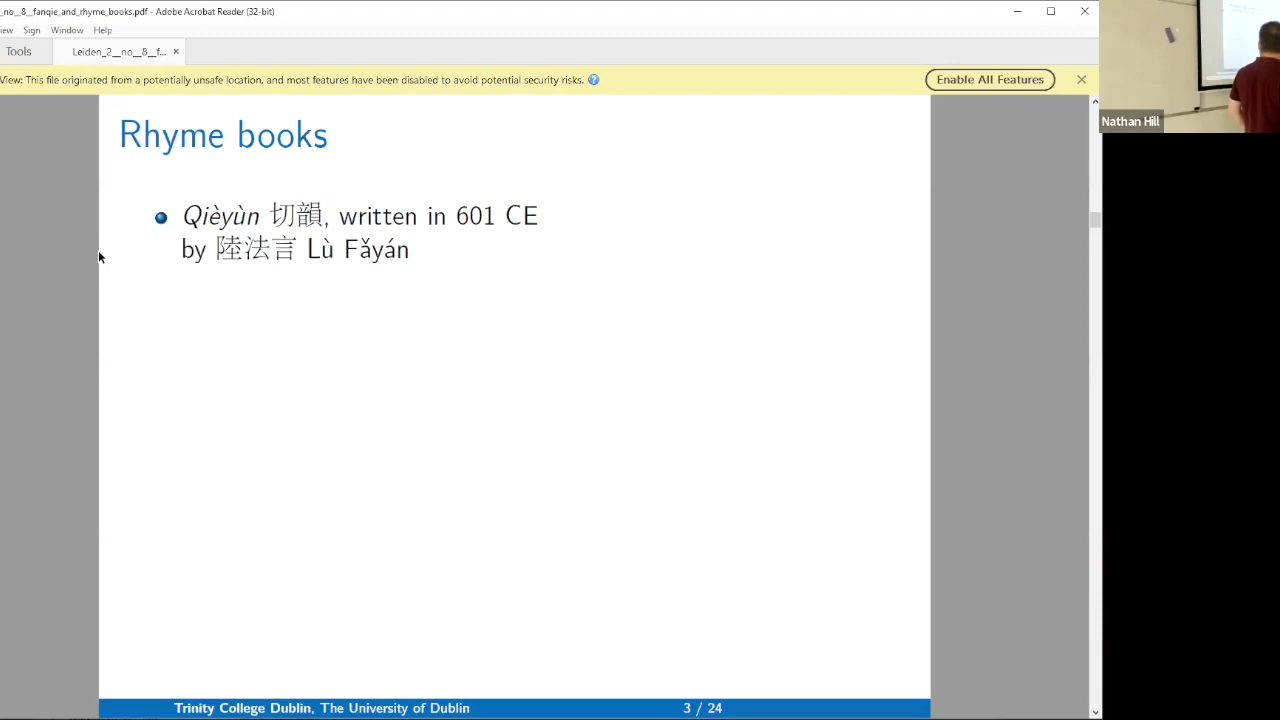 _no__8__fanqie_and_rhyme_books.pdf - Adobe Acrobat Reader (32-bit)
iew Sign Window Help
Tools Leiden_2__no__8__f... ×
View: This file originated from a potentially unsafe location, and most features have been disabled to avoid potential security risks. Enable All Features
Nathan Hill
Rhyme books
Qièyùn 切韻, written in 601 CE
by 陸法言 Lù Fǎyán
Trinity College Dublin, The University of Dublin 3 / 24